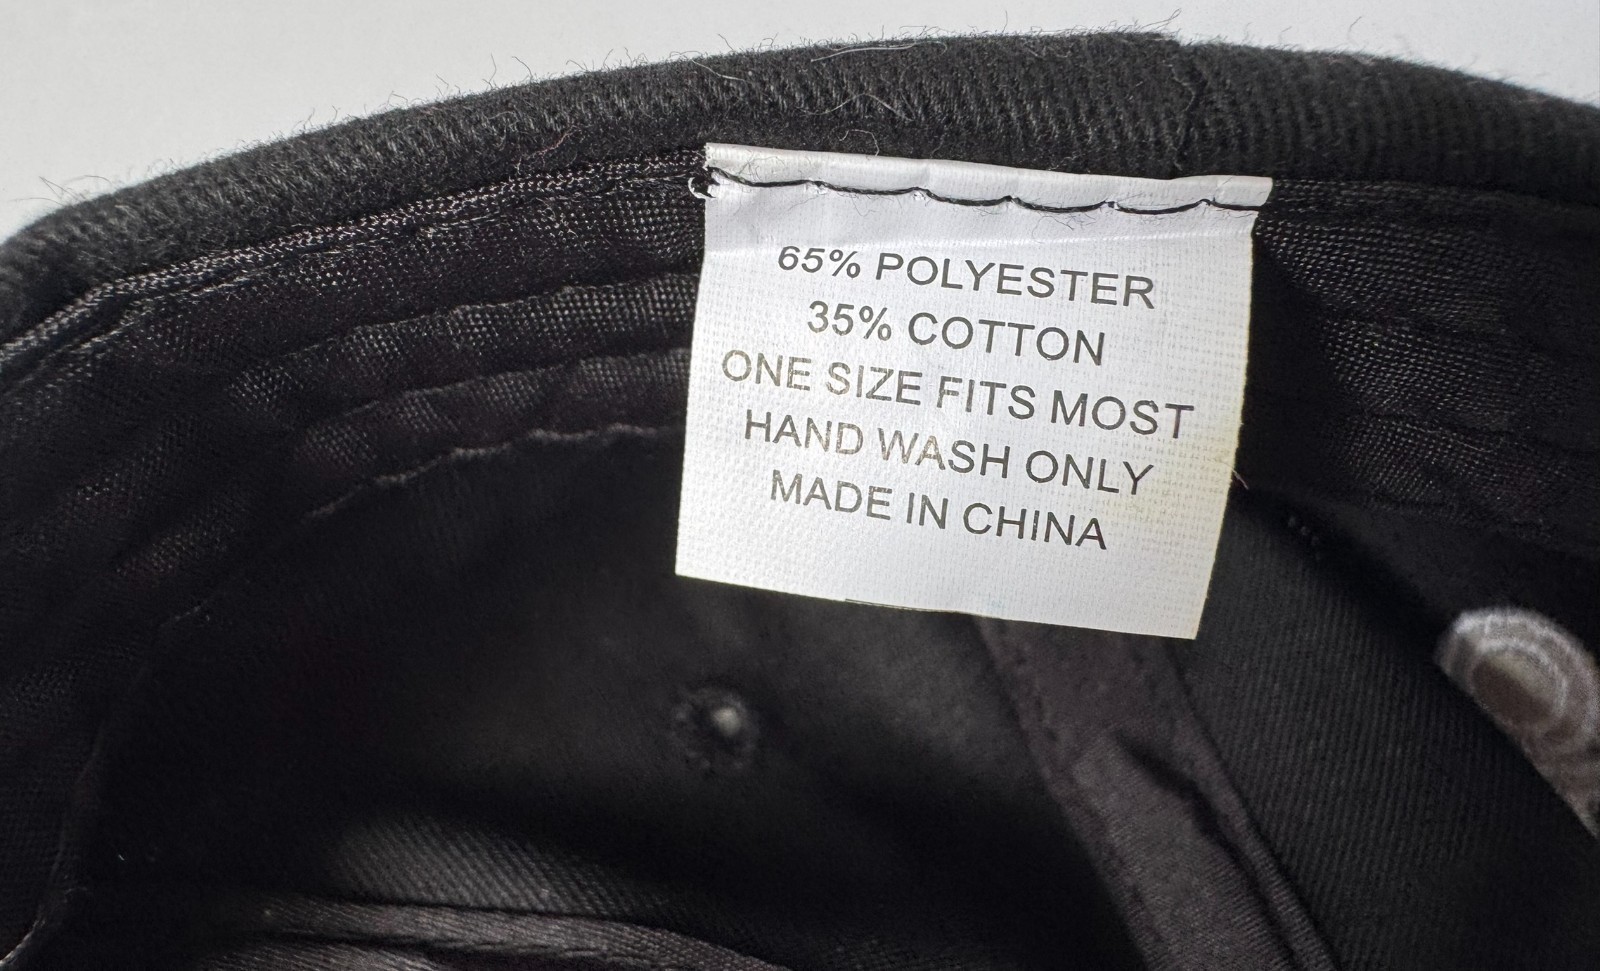 65% POLYESTER
35% COTTON
ONE SIZE FITS MOST
HAND WASH ONLY
MADE IN CHINA